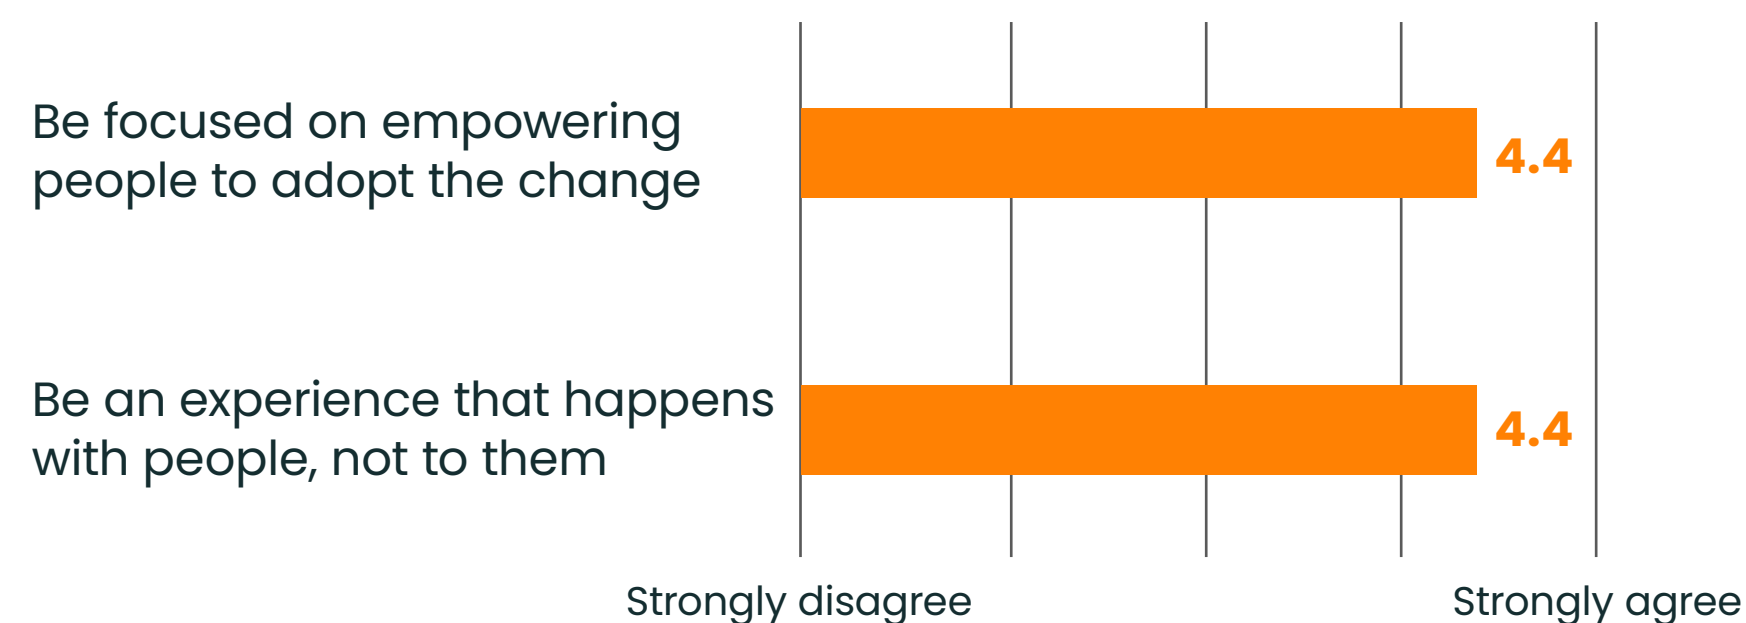 Be focused on empowering
people to adopt the change
4.4
Be an experience that happens
with people, not to them
4.4
Strongly disagree
Strongly agree